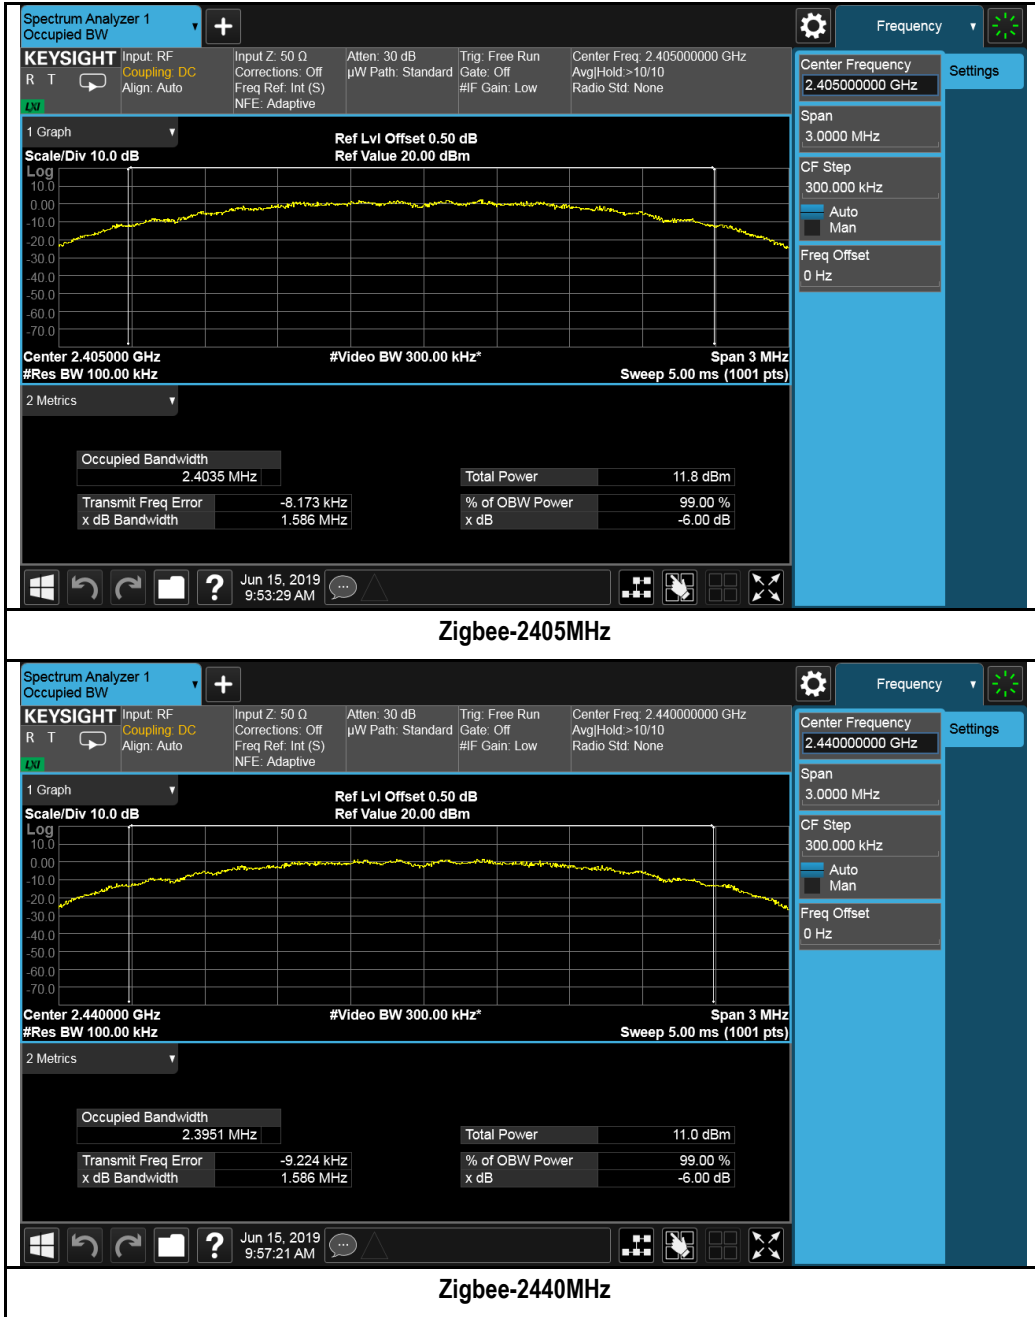 Spectrum Analyzer 1
Occupied BW
Frequency
KEYSIGHT
R T
LXI
Input: RF
Coupling: DC
Align: Auto
Input Z: 50 Ω
Corrections: Off
Freq Ref: Int (S)
NFE: Adaptive
Atten: 30 dB
µW Path: Standard
Trig: Free Run
Gate: Off
#IF Gain: Low
Center Freq: 2.405000000 GHz
Avg|Hold:>10/10
Radio Std: None
Center Frequency
2.405000000 GHz
Settings
Span
3.0000 MHz
CF Step
300.000 kHz
Auto
Man
Freq Offset
0 Hz
1 Graph
Scale/Div 10.0 dB
Ref Lvl Offset 0.50 dB
Ref Value 20.00 dBm
Log
10.0
0.00
-10.0
-20.0
-30.0
-40.0
-50.0
-60.0
-70.0
Center 2.405000 GHz
#Video BW 300.00 kHz*
Span 3 MHz
#Res BW 100.00 kHz
Sweep 5.00 ms (1001 pts)
2 Metrics
Occupied Bandwidth
2.4035 MHz
Total Power 11.8 dBm
Transmit Freq Error -8.173 kHz
% of OBW Power 99.00 %
x dB Bandwidth 1.586 MHz
x dB -6.00 dB
?
Jun 15, 2019
9:53:29 AM
Zigbee-2405MHz
Spectrum Analyzer 1
Occupied BW
Frequency
KEYSIGHT
R T
LXI
Input: RF
Coupling: DC
Align: Auto
Input Z: 50 Ω
Corrections: Off
Freq Ref: Int (S)
NFE: Adaptive
Atten: 30 dB
µW Path: Standard
Trig: Free Run
Gate: Off
#IF Gain: Low
Center Freq: 2.440000000 GHz
Avg|Hold:>10/10
Radio Std: None
Center Frequency
2.440000000 GHz
Settings
Span
3.0000 MHz
CF Step
300.000 kHz
Auto
Man
Freq Offset
0 Hz
1 Graph
Scale/Div 10.0 dB
Ref Lvl Offset 0.50 dB
Ref Value 20.00 dBm
Log
10.0
0.00
-10.0
-20.0
-30.0
-40.0
-50.0
-60.0
-70.0
Center 2.440000 GHz
#Video BW 300.00 kHz*
Span 3 MHz
#Res BW 100.00 kHz
Sweep 5.00 ms (1001 pts)
2 Metrics
Occupied Bandwidth
2.3951 MHz
Total Power 11.0 dBm
Transmit Freq Error -9.224 kHz
% of OBW Power 99.00 %
x dB Bandwidth 1.586 MHz
x dB -6.00 dB
?
Jun 15, 2019
9:57:21 AM
Zigbee-2440MHz